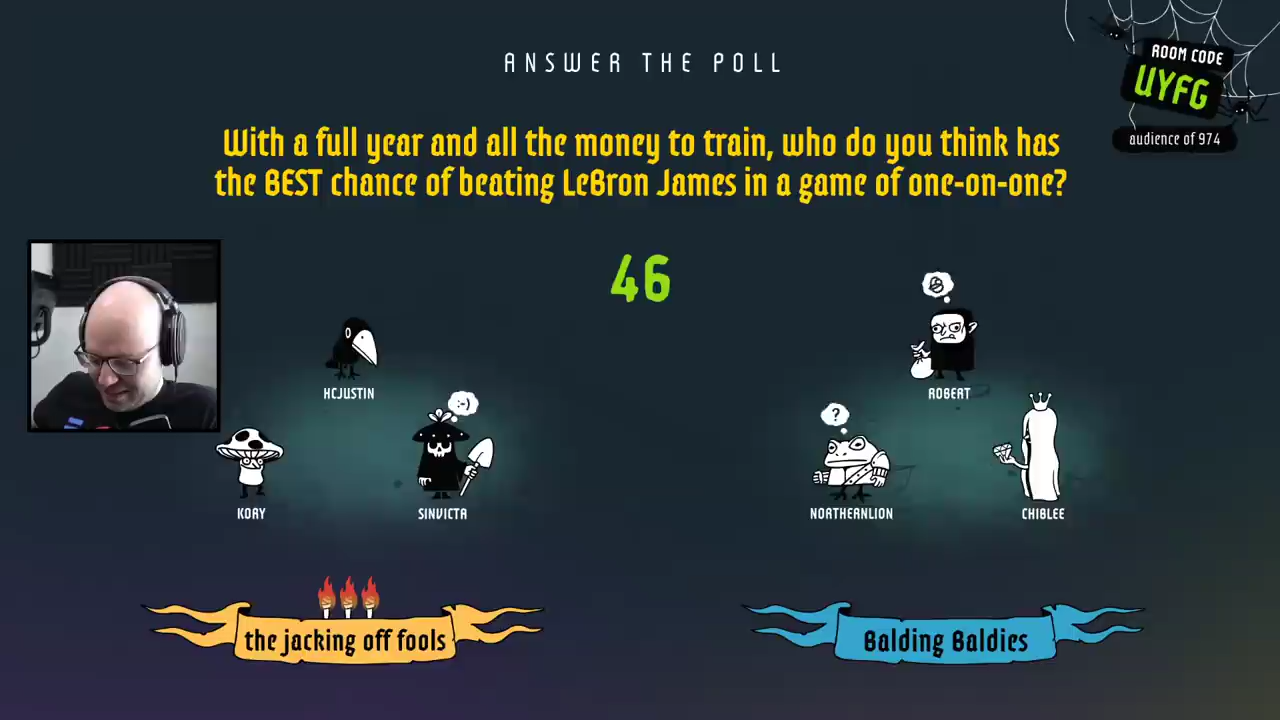 ANSWER THE POLL
ROOM CODE
UYFG
audience of 974
With a full year and all the money to train, who do you think has
the BEST chance of beating LeBron James in a game of one-on-one?
46
HCJUSTIN
ROBERT
?
:-)
KORY
SINVICTA
NORTHERNLION
CHIBLEE
the jacking off fools
Balding Baldies